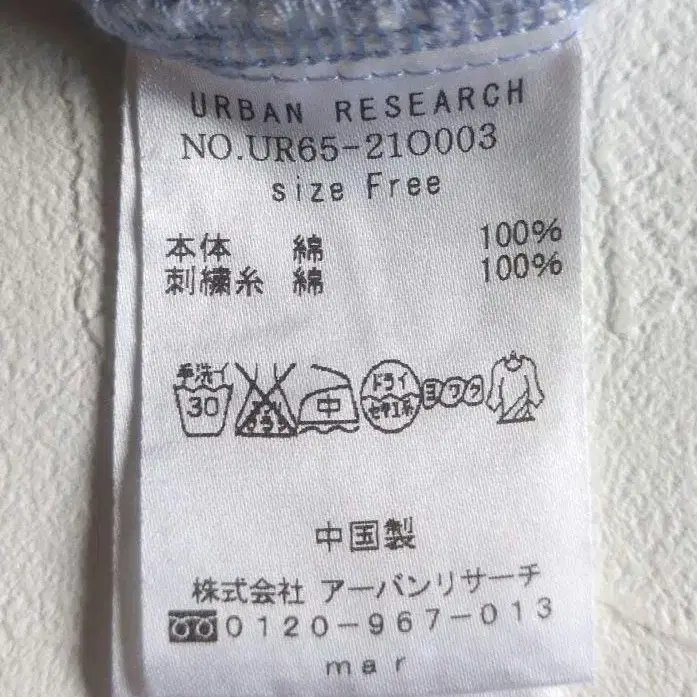 URBAN RESEARCH
NO.UR65-21O003
size Free
本体 綿 100%
刺繍糸 綿 100%
手洗イ 30 中 ドライ セキユ系 ヨワク
中国製
株式会社 アーバンリサーチ
0120-967-013
mar